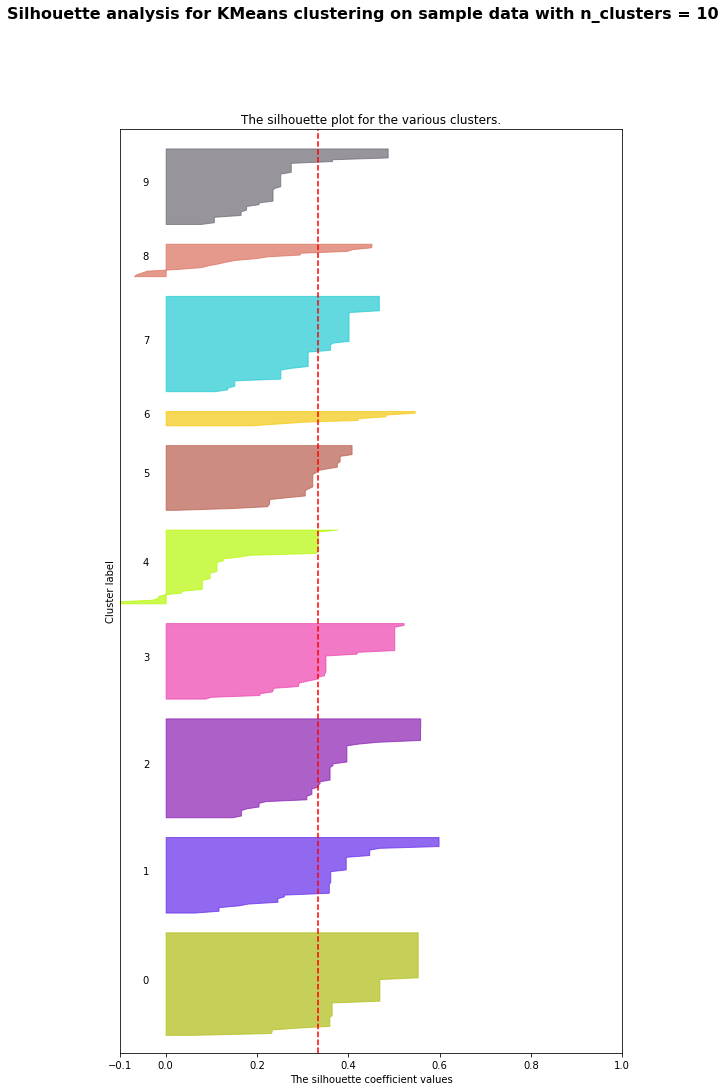 Silhouette analysis for KMeans clustering on sample data with n_clusters = 10
The silhouette plot for the various clusters.
9
8
7
6
5
4
Cluster label
3
2
1
0
−0.1 0.0 0.2 0.4 0.6 0.8 1.0
The silhouette coefficient values